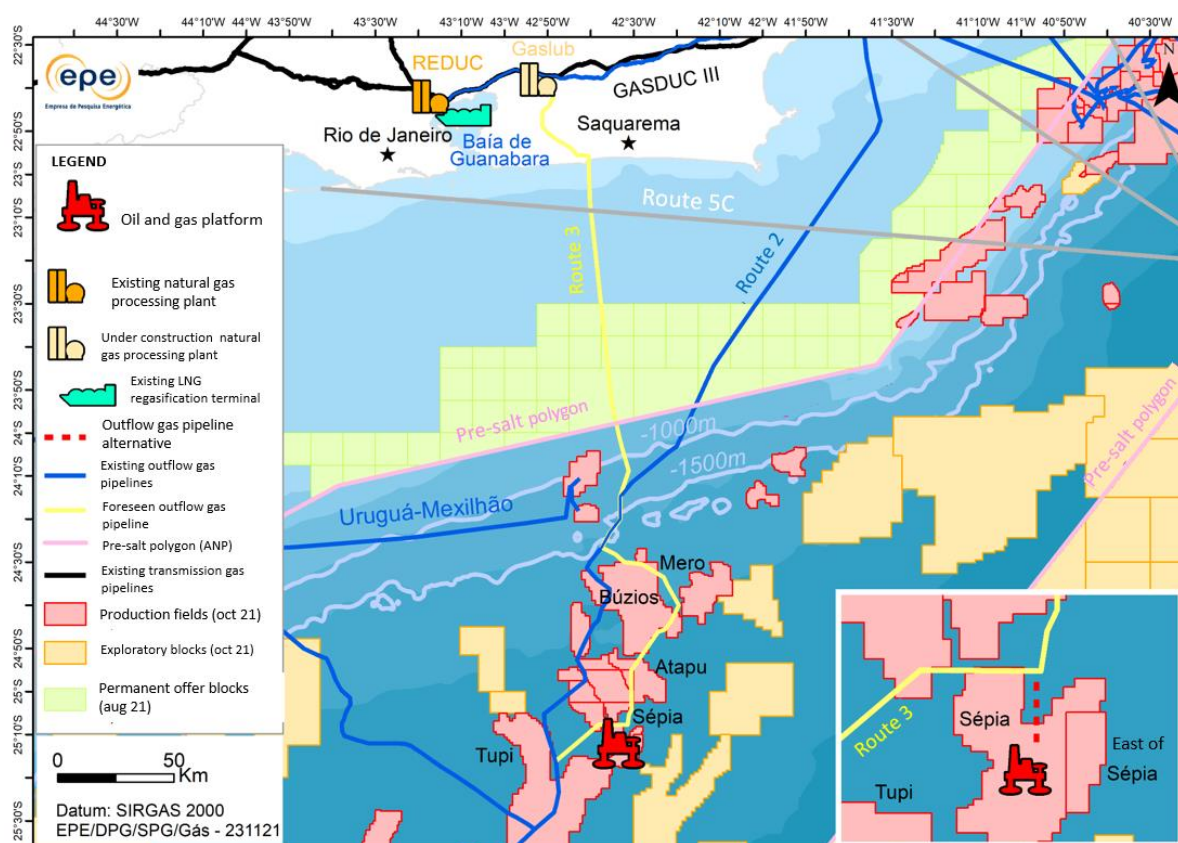 44°30'W
44°10'W
43°50'W
43°30'W
43°10'W
42°50'W
42°30'W
42°10'W
41°50'W
41°30'W
41°10'W
40°50'W
40°30'W
22°30'S
22°50'S
23°S
23°10'S
23°30'S
23°50'S
24°S
24°10'S
24°30'S
24°50'S
25°S
25°10'S
25°30'S
epe
Empresa de Pesquisa Energética
REDUC
Gaslub
GASDUC III
N
Rio de Janeiro
Baía de
Guanabara
Saquarema
Route 5C
Route 3
Route 2
Pre-salt polygon
-1000m
-1500m
Pre-salt polygon
Uruguá-Mexilhão
Mero
Búzios
Atapu
Sépia
Tupi
LEGEND
Oil and gas platform
Existing natural gas
processing plant
Under construction natural
gas processing plant
Existing LNG
regasification terminal
Outflow gas pipeline
alternative
Existing outflow gas
pipelines
Foreseen outflow gas
pipeline
Pre-salt polygon (ANP)
Existing transmission gas
pipelines
Production fields (oct 21)
Exploratory blocks (oct 21)
Permanent offer blocks
(aug 21)
0
50
Km
Datum: SIRGAS 2000
EPE/DPG/SPG/Gás - 231121
Route 3
Sépia
East of
Sépia
Tupi